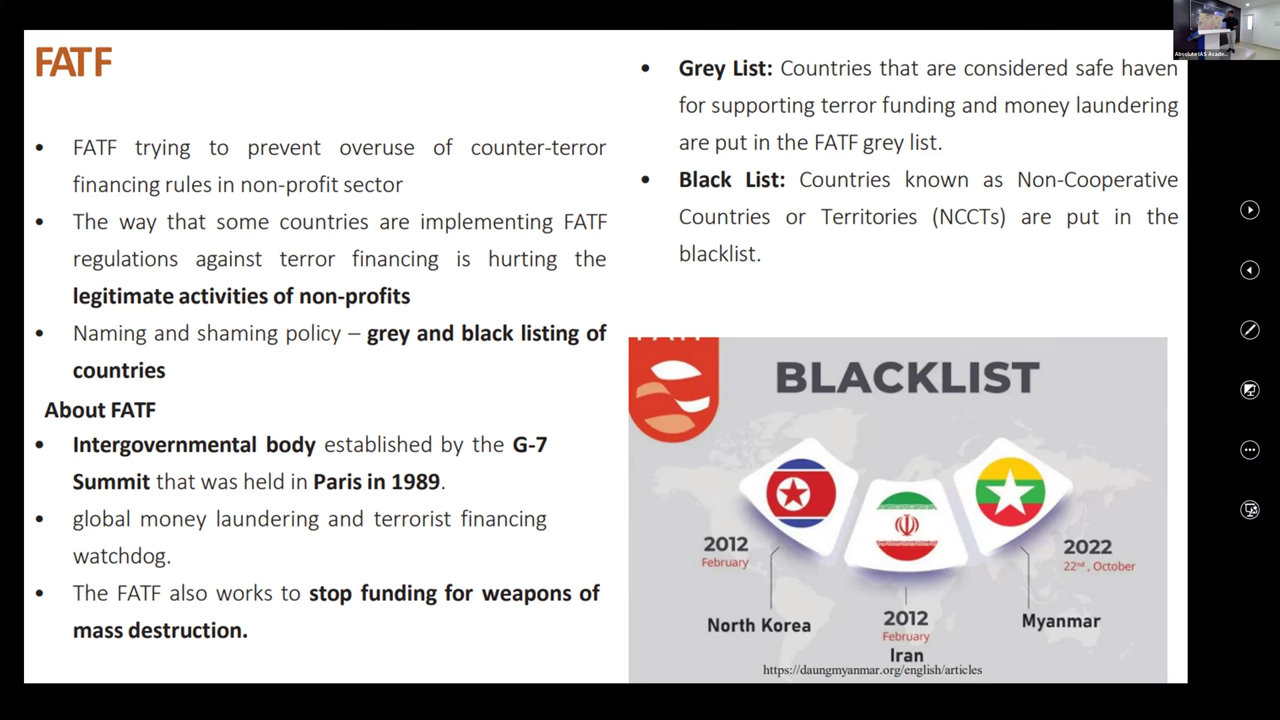 FATF
FATF trying to prevent overuse of counter-terror
financing rules in non-profit sector
The way that some countries are implementing FATF
regulations against terror financing is hurting the
legitimate activities of non-profits
Naming and shaming policy – grey and black listing of
countries
About FATF
Intergovernmental body established by the G-7
Summit that was held in Paris in 1989.
global money laundering and terrorist financing
watchdog.
The FATF also works to stop funding for weapons of
mass destruction.
Grey List: Countries that are considered safe haven
for supporting terror funding and money laundering
are put in the FATF grey list.
Black List: Countries known as Non-Cooperative
Countries or Territories (NCCTs) are put in the
blacklist.
FATF
BLACKLIST
2012
February
North Korea
2012
February
Iran
2022
22nd , October
Myanmar
https://daungmyanmar.org/english/articles
Absolute IAS Acade...